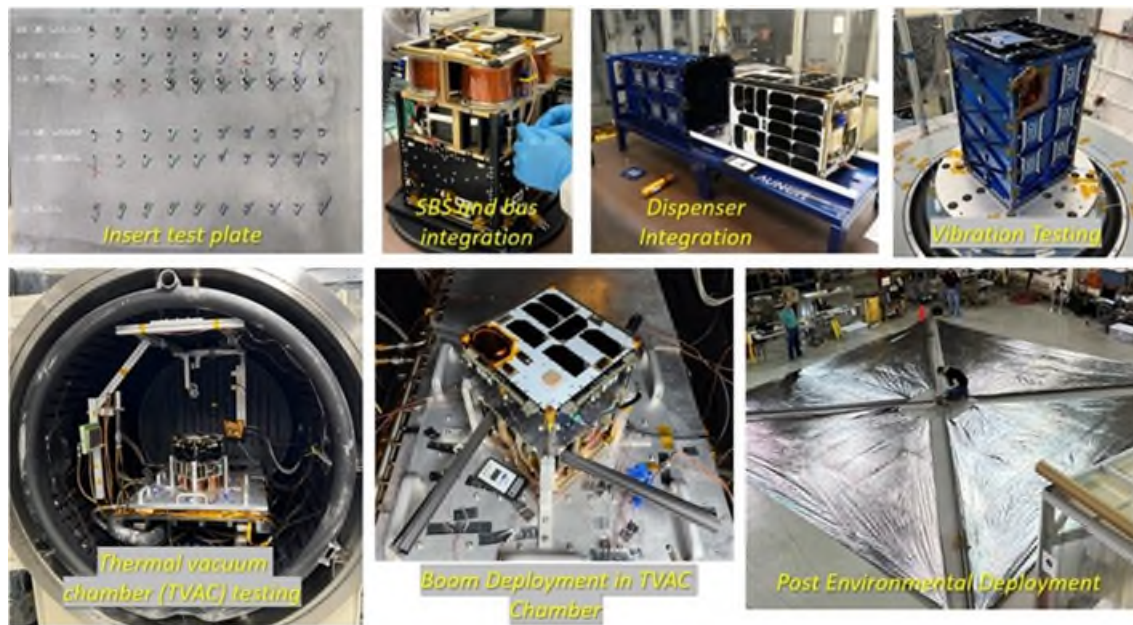 Insert test plate
SBS and bus
integration
Dispenser
Integration
Vibration Testing
Thermal vacuum
chamber (TVAC) testing
Boom Deployment in TVAC
Chamber
Post Environmental Deployment